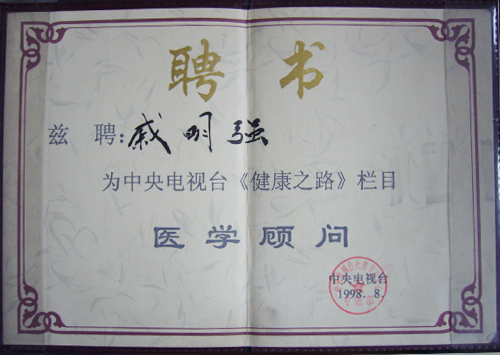 聘书
兹 聘:戚明强
为中央电视台《健康之路》栏目
医学顾问
中央电视台
1998.8.